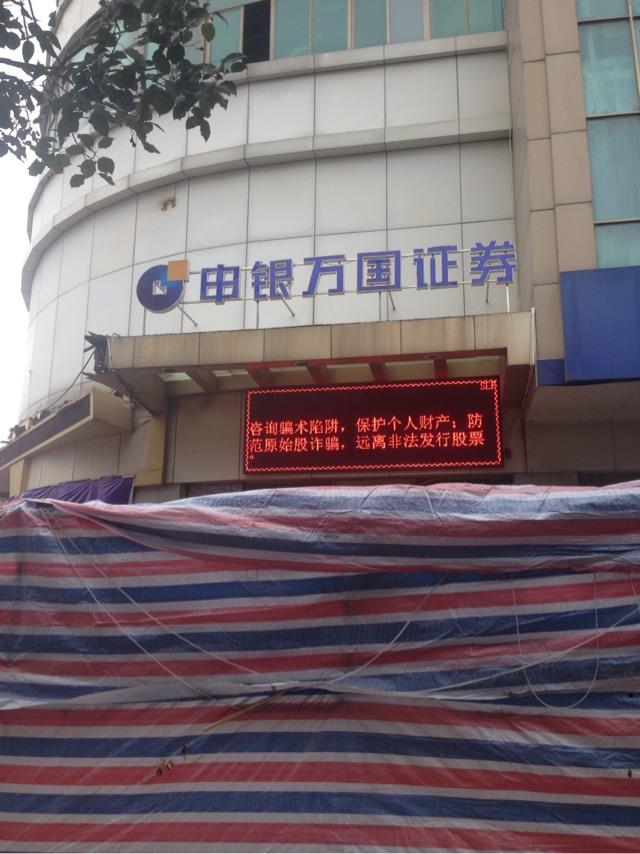 申银万国证券
SLR
咨询骗术陷阱，保护个人财产；防
范原始股诈骗，远离非法发行股票